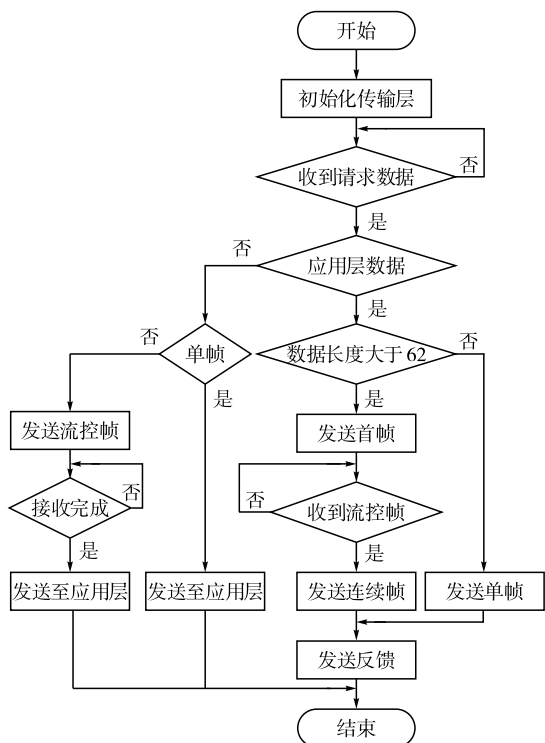 开始
初始化传输层
收到请求数据
否
是
应用层数据
否
是
单帧
否
是
数据长度大于62
否
是
发送流控帧
发送首帧
接收完成
否
是
收到流控帧
否
是
发送至应用层
发送至应用层
发送连续帧
发送单帧
发送反馈
结束